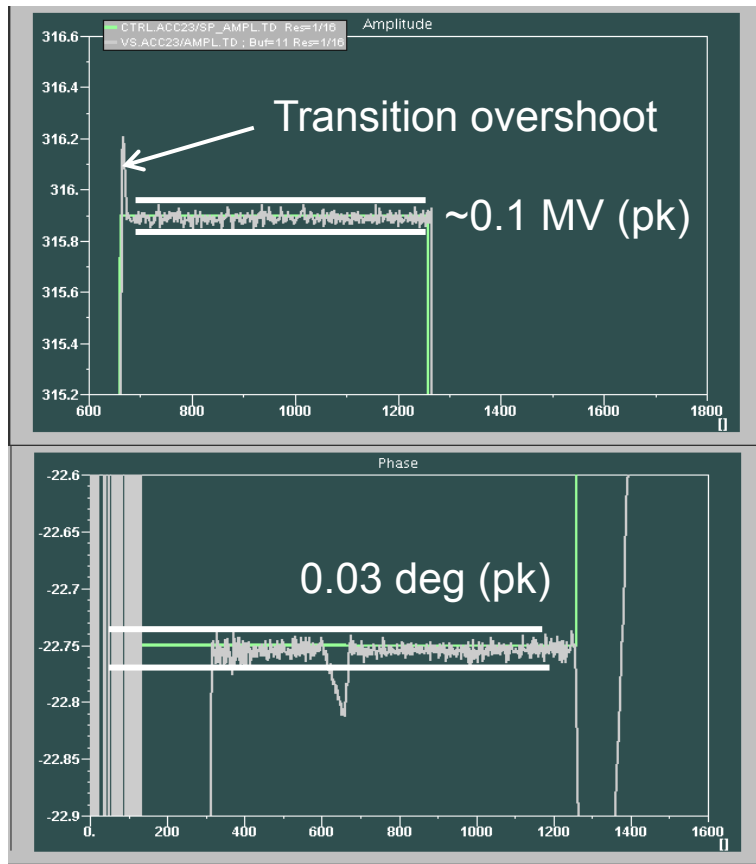 CTRL.ACC23/SP_AMPL.TD Res=1/16
VS.ACC23/AMPL.TD ; Buf=11 Res=1/16
Amplitude
316.6
316.4
316.2
316.
315.8
315.6
315.4
315.2
Transition overshoot
~0.1 MV (pk)
600 800 1000 1200 1400 1600 1800
[]
Phase
-22.6
-22.65
-22.7
-22.75
-22.8
-22.85
-22.9
0.03 deg (pk)
0. 200 400 600 800 1000 1200 1400 1600
[]